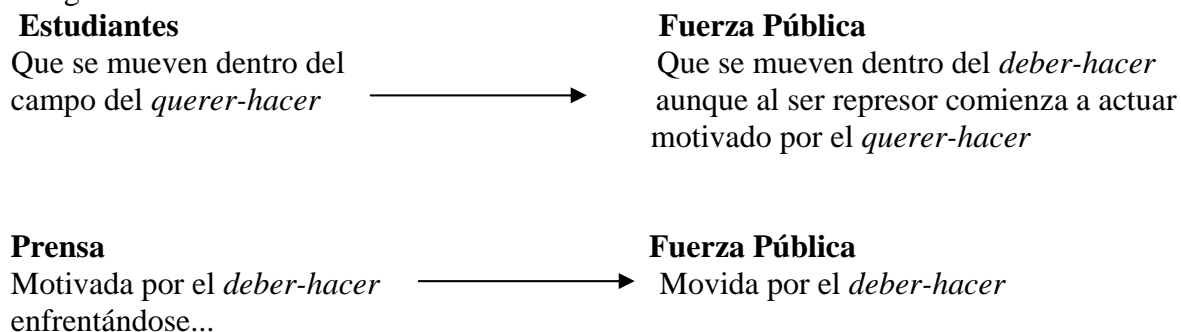 Estudiantes Fuerza Pública
Que se mueven dentro del Que se mueven dentro del deber-hacer
campo del querer-hacer aunque al ser represor comienza a actuar
motivado por el querer-hacer
Prensa Fuerza Pública
Motivada por el deber-hacer Movida por el deber-hacer
enfrentándose...